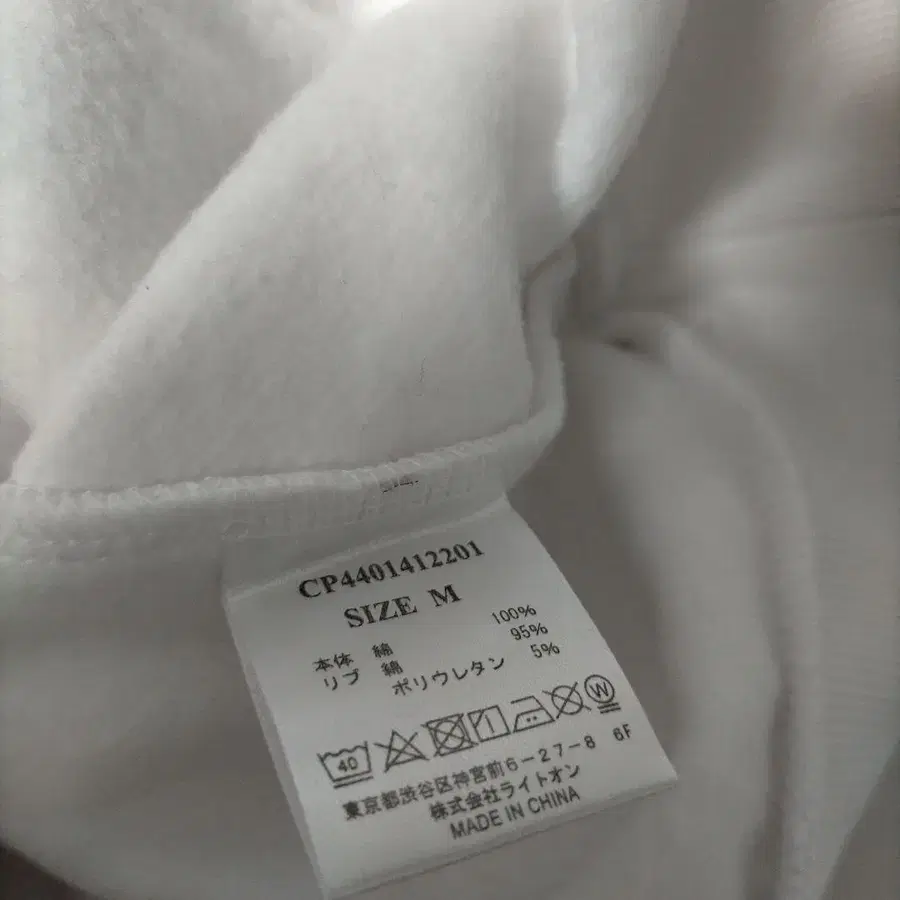 CP4401412201
SIZE M
本体 綿 100%
リブ 綿 95%
ポリウレタン 5%
40 W
東京都渋谷区神宮前6-27-8 6F
株式会社ライトオン
MADE IN CHINA